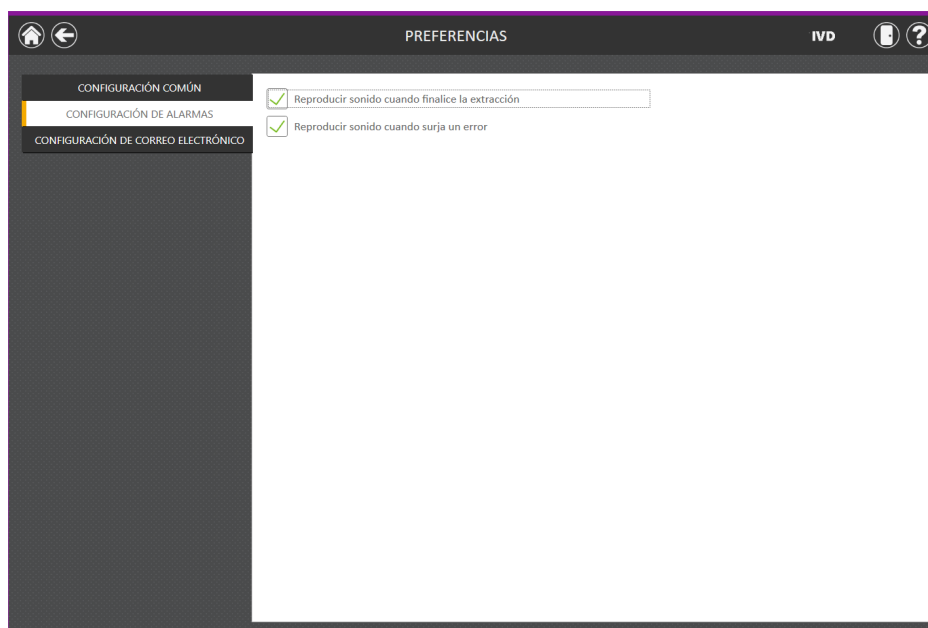 PREFERENCIAS
IVD
?
CONFIGURACIÓN COMÚN
CONFIGURACIÓN DE ALARMAS
CONFIGURACIÓN DE CORREO ELECTRÓNICO
Reproducir sonido cuando finalice la extracción
Reproducir sonido cuando surja un error